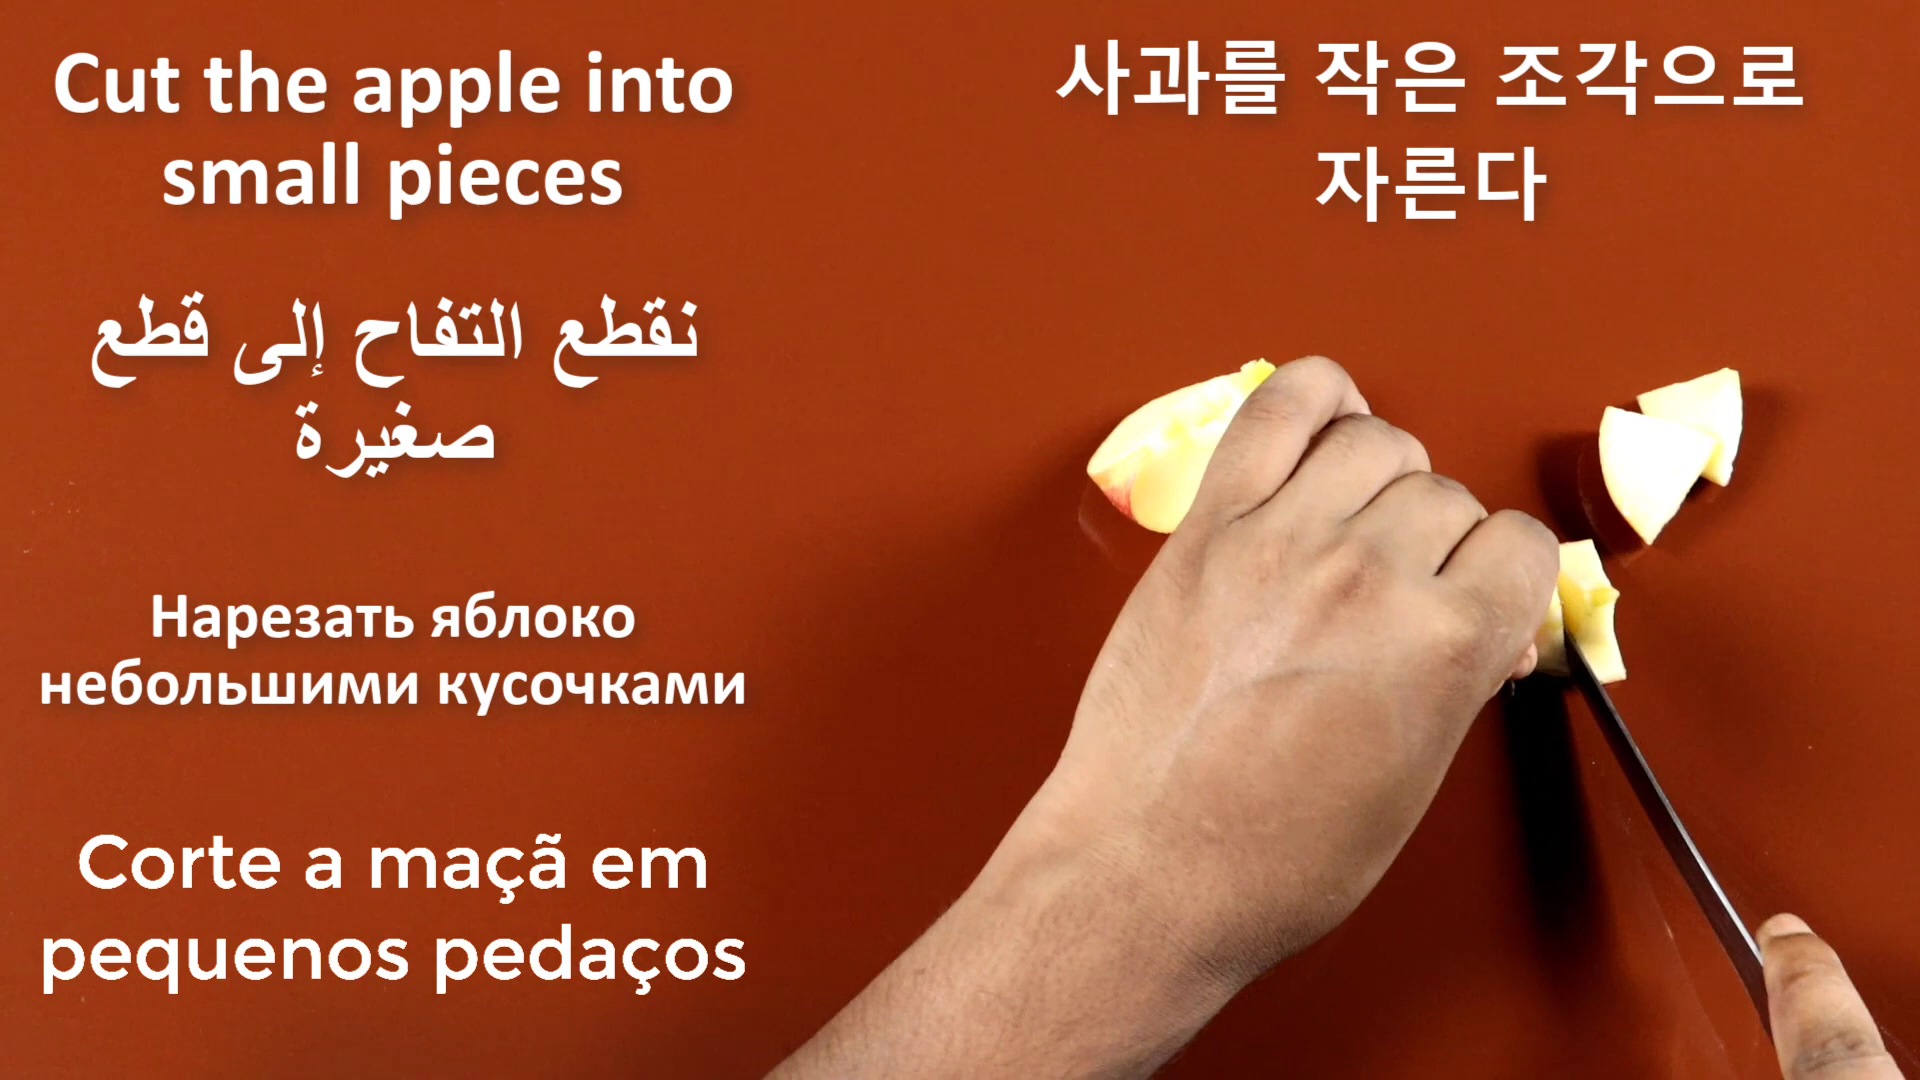 Cut the apple into
small pieces
نقطع التفاح إلى قطع
صغيرة
Нарезать яблоко
небольшими кусочками
Corte a maçã em
pequenos pedaços
사과를 작은 조각으로
자른다